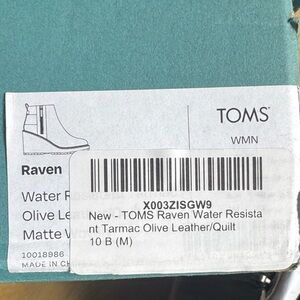 TOMS
WMN
Raven
Water R
Olive Le
Matte
10018986
MADE IN CH
X003ZISGW9
New - TOMS Raven Water Resista
nt Tarmac Olive Leather/Quilt
10 B (M)